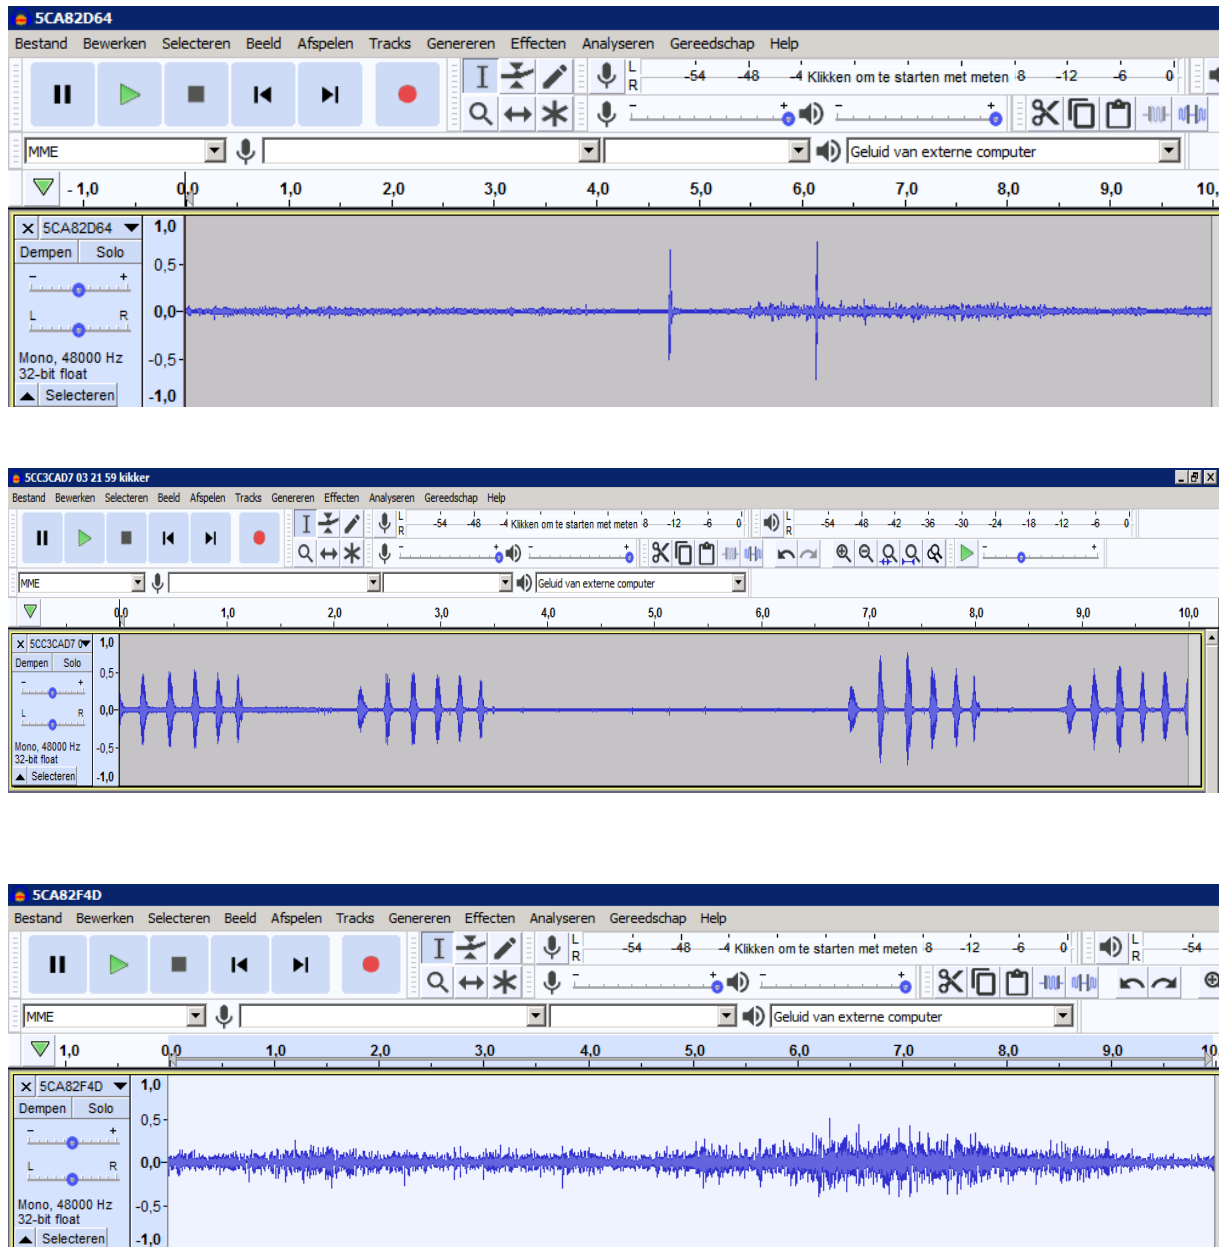 5CA82D64
Bestand Bewerken Selecteren Beeld Afspelen Tracks Genereren Effecten Analyseren Gereedschap Help
L
R
-54 -48 -4 Klikken om te starten met meten 8 -12 -6 0
- + - +
MME Geluid van externe computer
- 1,0 0,0 1,0 2,0 3,0 4,0 5,0 6,0 7,0 8,0 9,0 10,
5CA82D64 1,0
Dempen Solo
0,5
- +
L R 0,0
Mono, 48000 Hz -0,5
32-bit float
Selecteren -1,0
5CC3CAD7 03 21 59 kikker
Bestand Bewerken Selecteren Beeld Afspelen Tracks Genereren Effecten Analyseren Gereedschap Help
L L
R R
-54 -48 -4 Klikken om te starten met meten 8 -12 -6 0 -54 -48 -42 -36 -30 -24 -18 -12 -6 0
- + - + - +
MME Geluid van externe computer
0,0 1,0 2,0 3,0 4,0 5,0 6,0 7,0 8,0 9,0 10,0
5CC3CAD7 0 1,0
Dempen Solo
0,5
- +
L R 0,0
Mono, 48000 Hz -0,5
32-bit float
Selecteren -1,0
5CA82F4D
Bestand Bewerken Selecteren Beeld Afspelen Tracks Genereren Effecten Analyseren Gereedschap Help
L L
R R
-54 -48 -4 Klikken om te starten met meten 8 -12 -6 0 -54
- + - +
MME Geluid van externe computer
1,0 0,0 1,0 2,0 3,0 4,0 5,0 6,0 7,0 8,0 9,0 10,
5CA82F4D 1,0
Dempen Solo
0,5
- +
L R 0,0
Mono, 48000 Hz -0,5
32-bit float
Selecteren -1,0